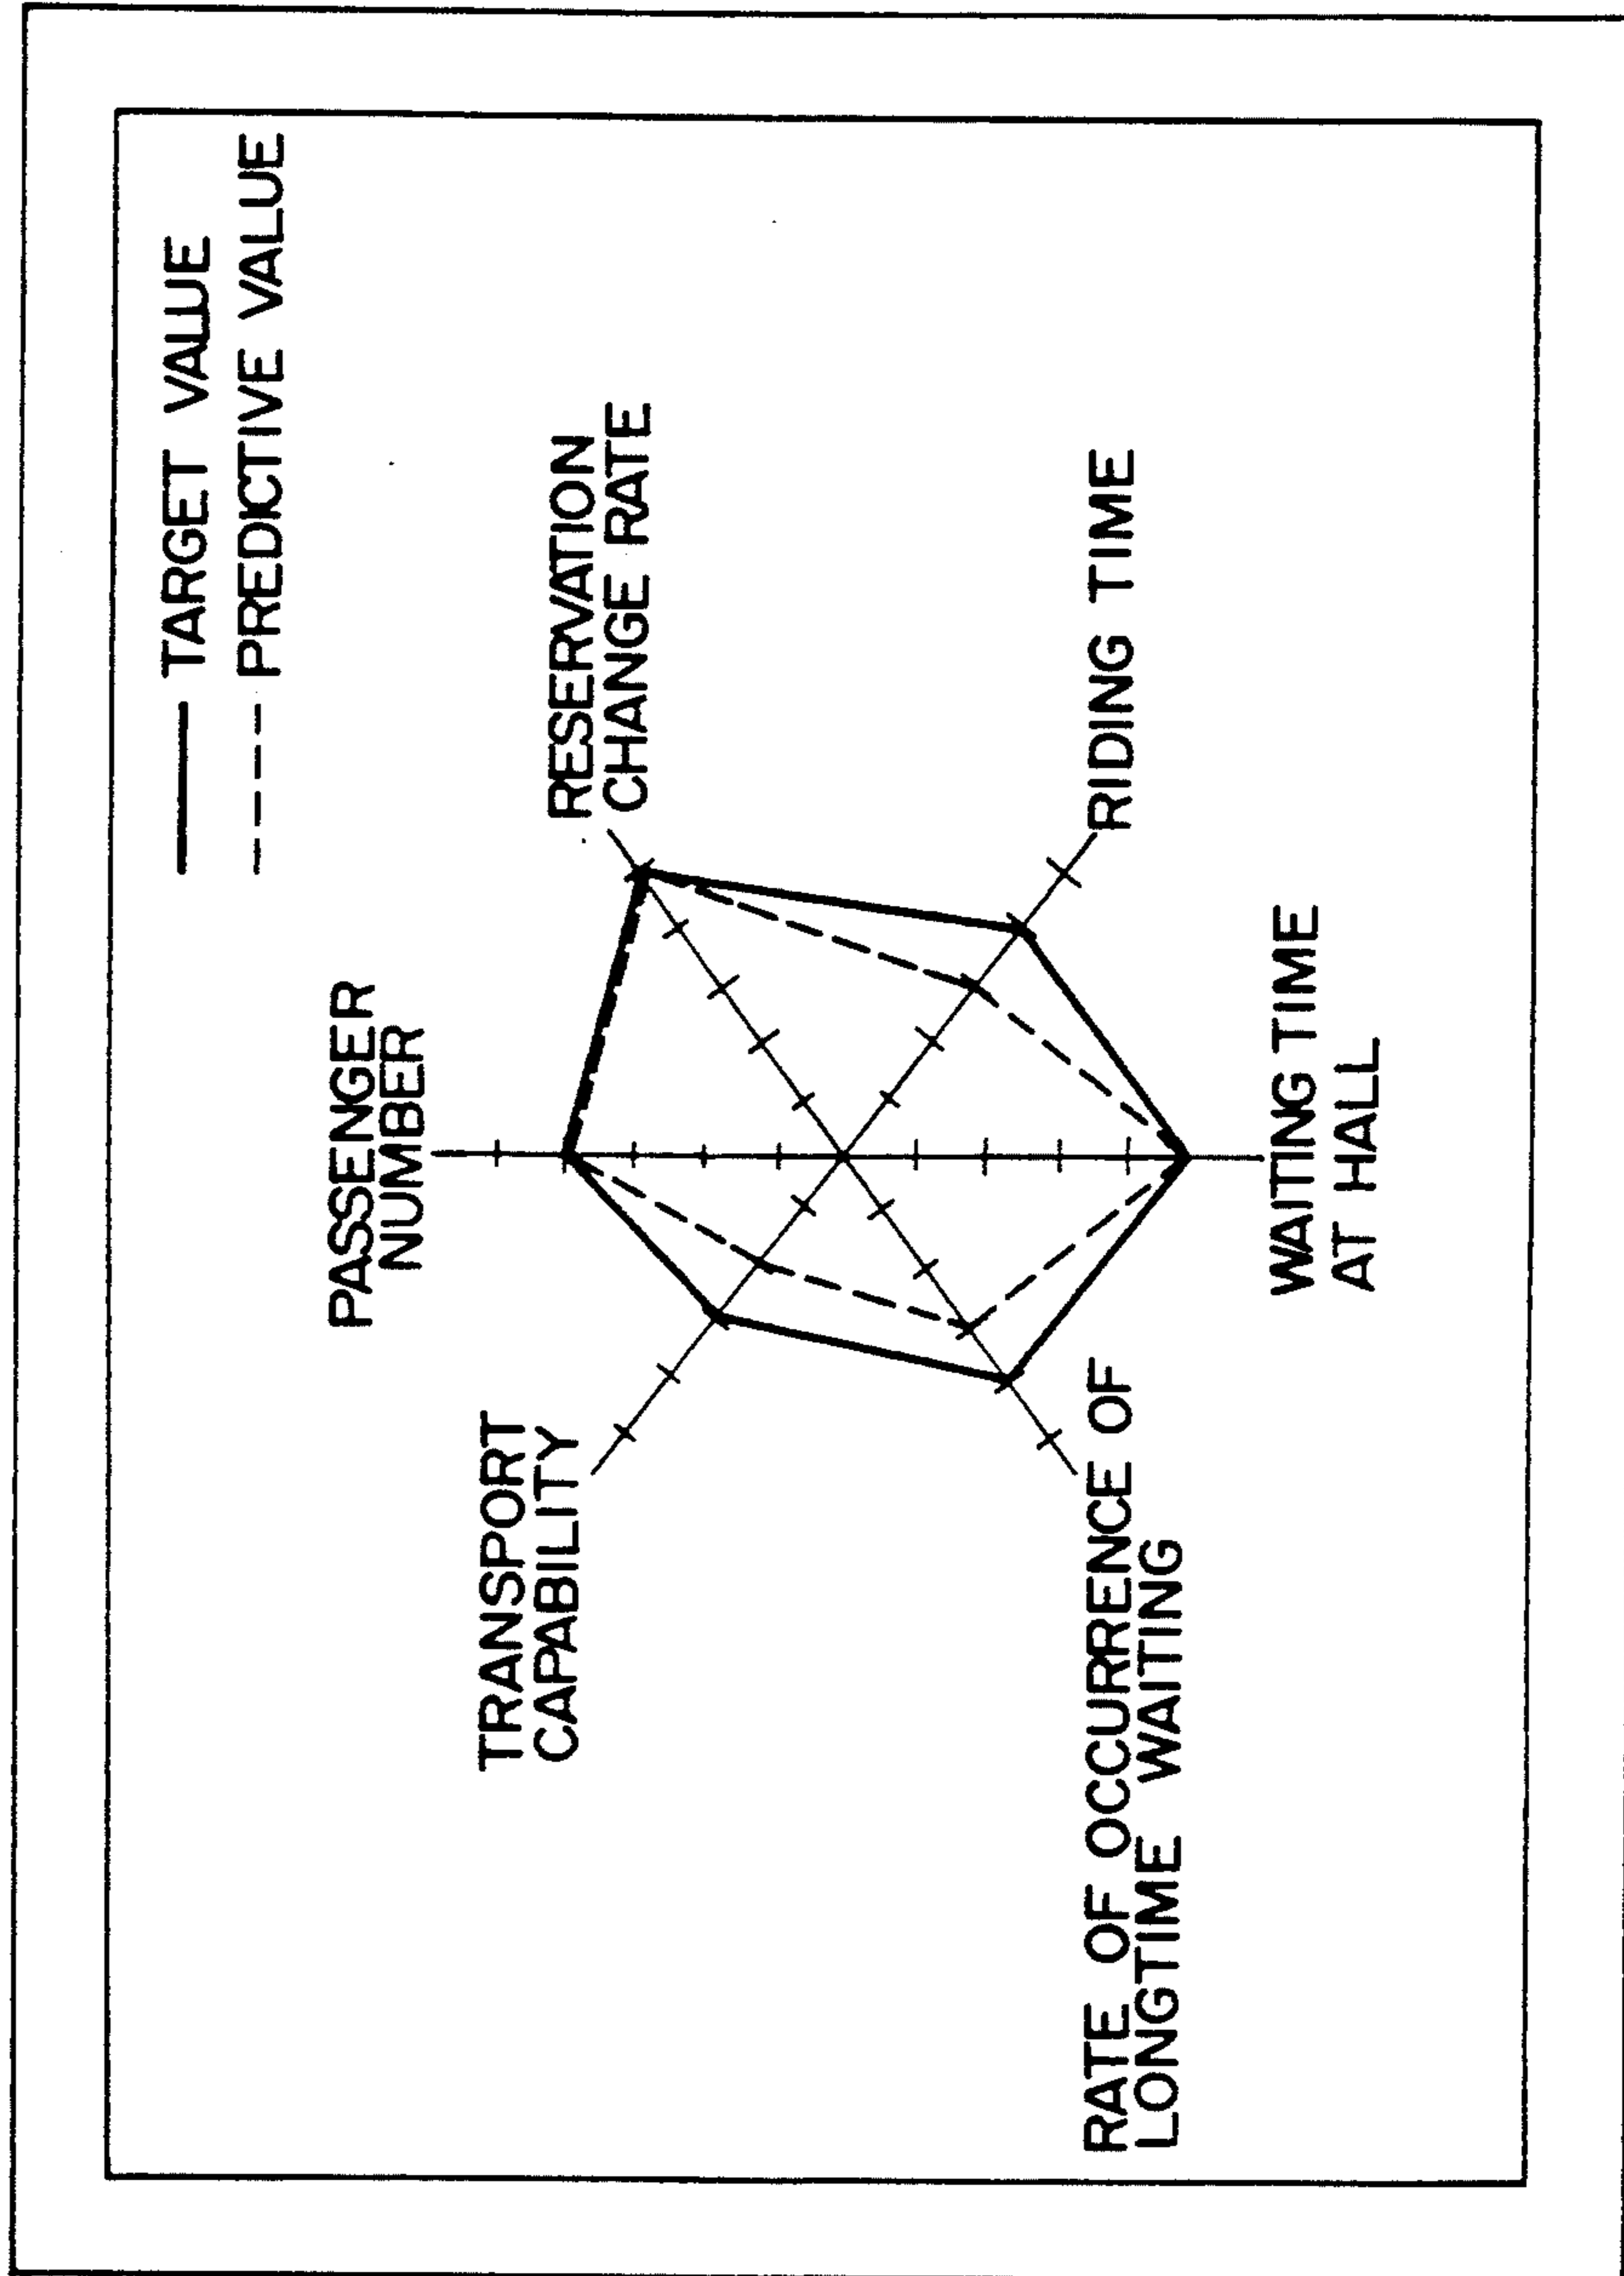 TARGET VALUE
PREDICTIVE VALUE
PASSENGER
NUMBER
RESERVATION
CHANGE RATE
TRANSPORT
CAPABILITY
RIDING TIME
RATE OF OCCURRENCE OF
LONGTIME WAITING
WAITING TIME
AT HALL